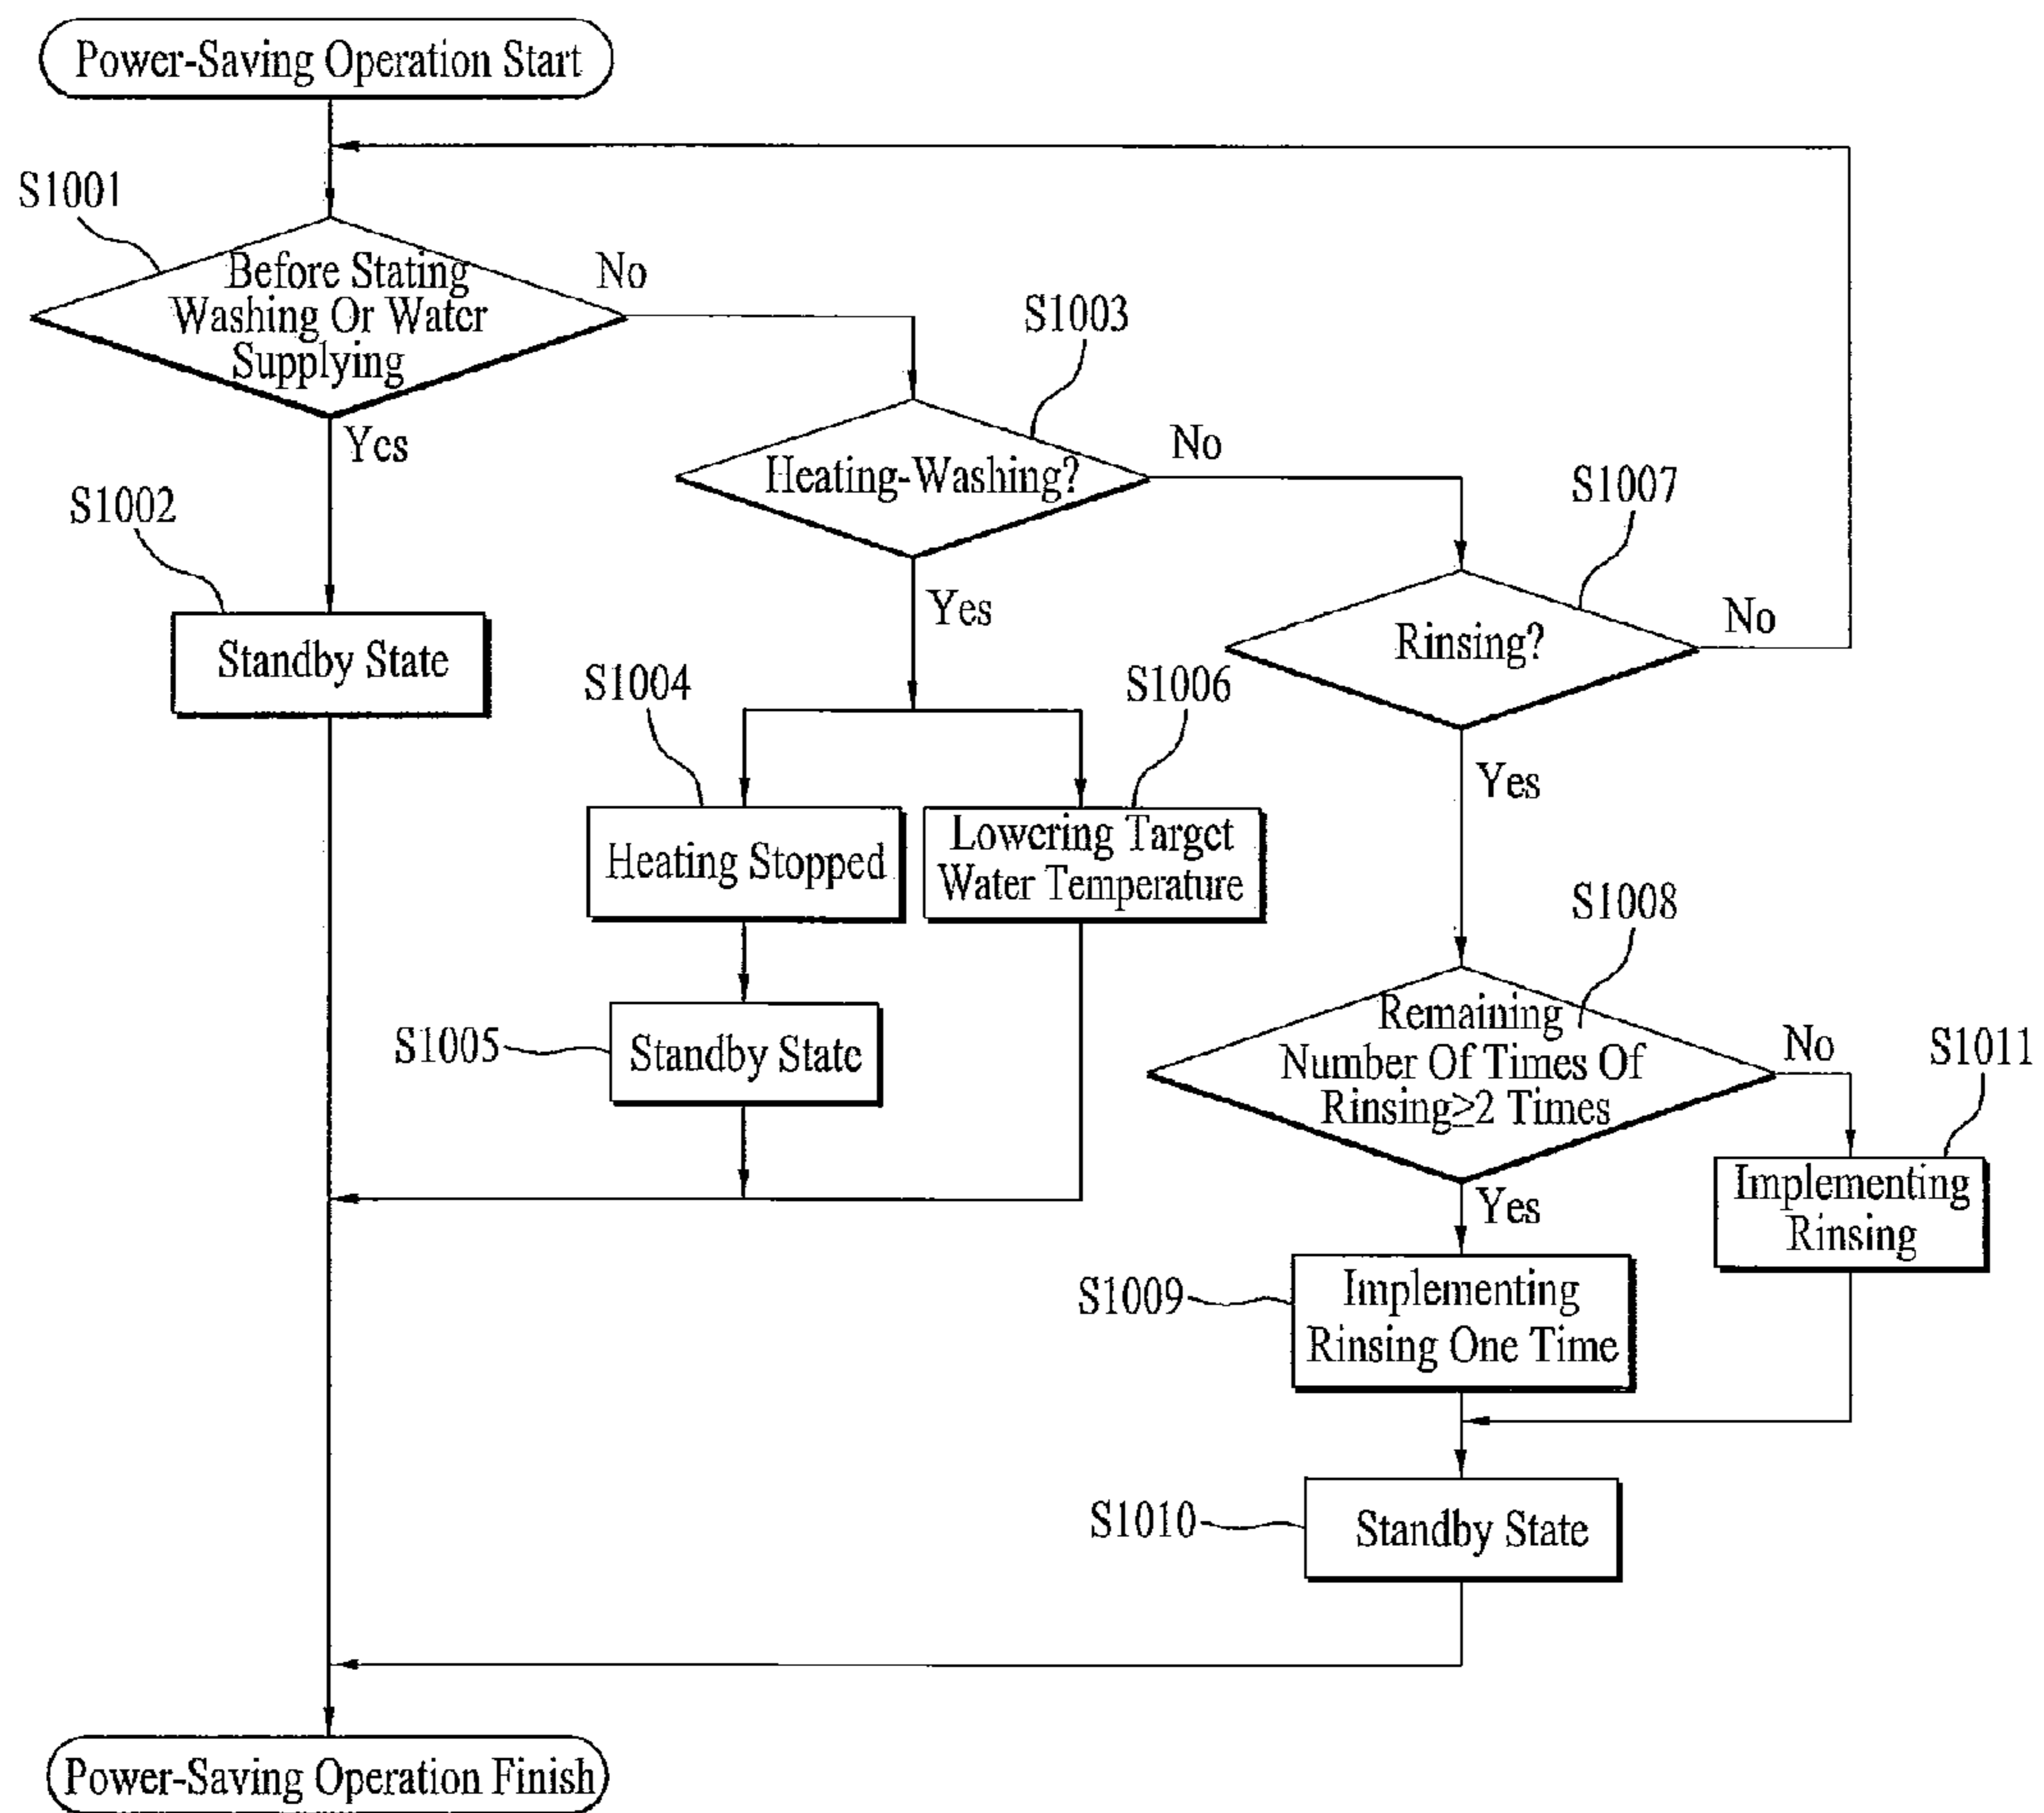 Power-Saving Operation Start
S1001
Before Stating
Washing Or Water
Supplying
No
Yes
S1002
Standby State
S1003
Heating-Washing?
No
Yes
S1004
Heating Stopped
S1005
Standby State
S1006
Lowering Target
Water Temperature
S1007
Rinsing?
No
Yes
S1008
Remaining
Number Of Times Of
Rinsing≥2 Times
No
S1011
Implementing
Rinsing
Yes
S1009
Implementing
Rinsing One Time
S1010
Standby State
Power-Saving Operation Finish